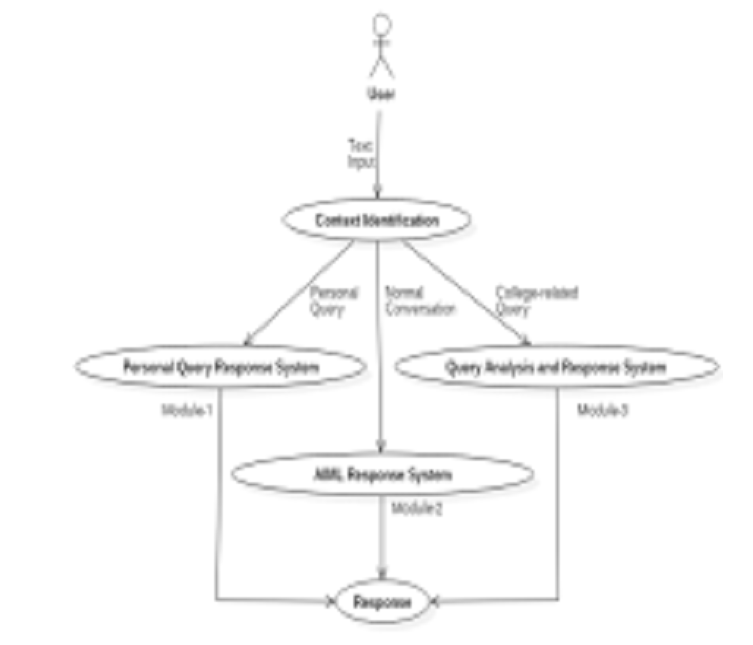 User
Text
Input
Context Identification
Personal
Query
Normal
Conversation
College-related
Query
Personal Query Response System
Query Analysis and Response System
Module-1
Module-3
AIML Response System
Module-2
Response